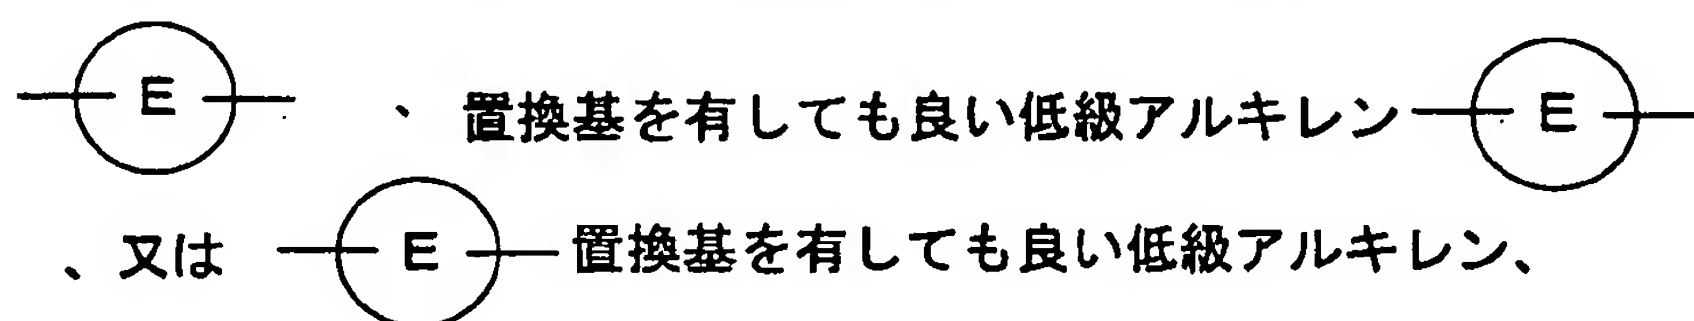 —E— 、置換基を有しても良い低級アルキレン—E—
、又は —E—置換基を有しても良い低級アルキレン、